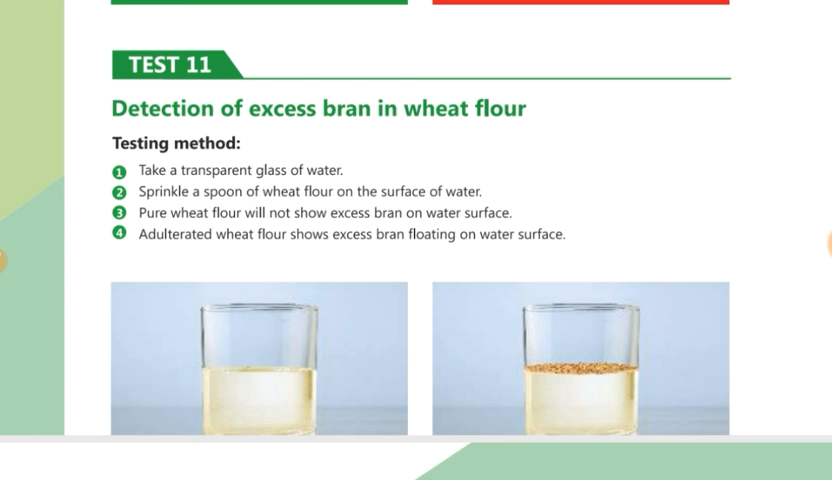 TEST 11
Detection of excess bran in wheat flour
Testing method:
1 Take a transparent glass of water.
2 Sprinkle a spoon of wheat flour on the surface of water.
3 Pure wheat flour will not show excess bran on water surface.
4 Adulterated wheat flour shows excess bran floating on water surface.